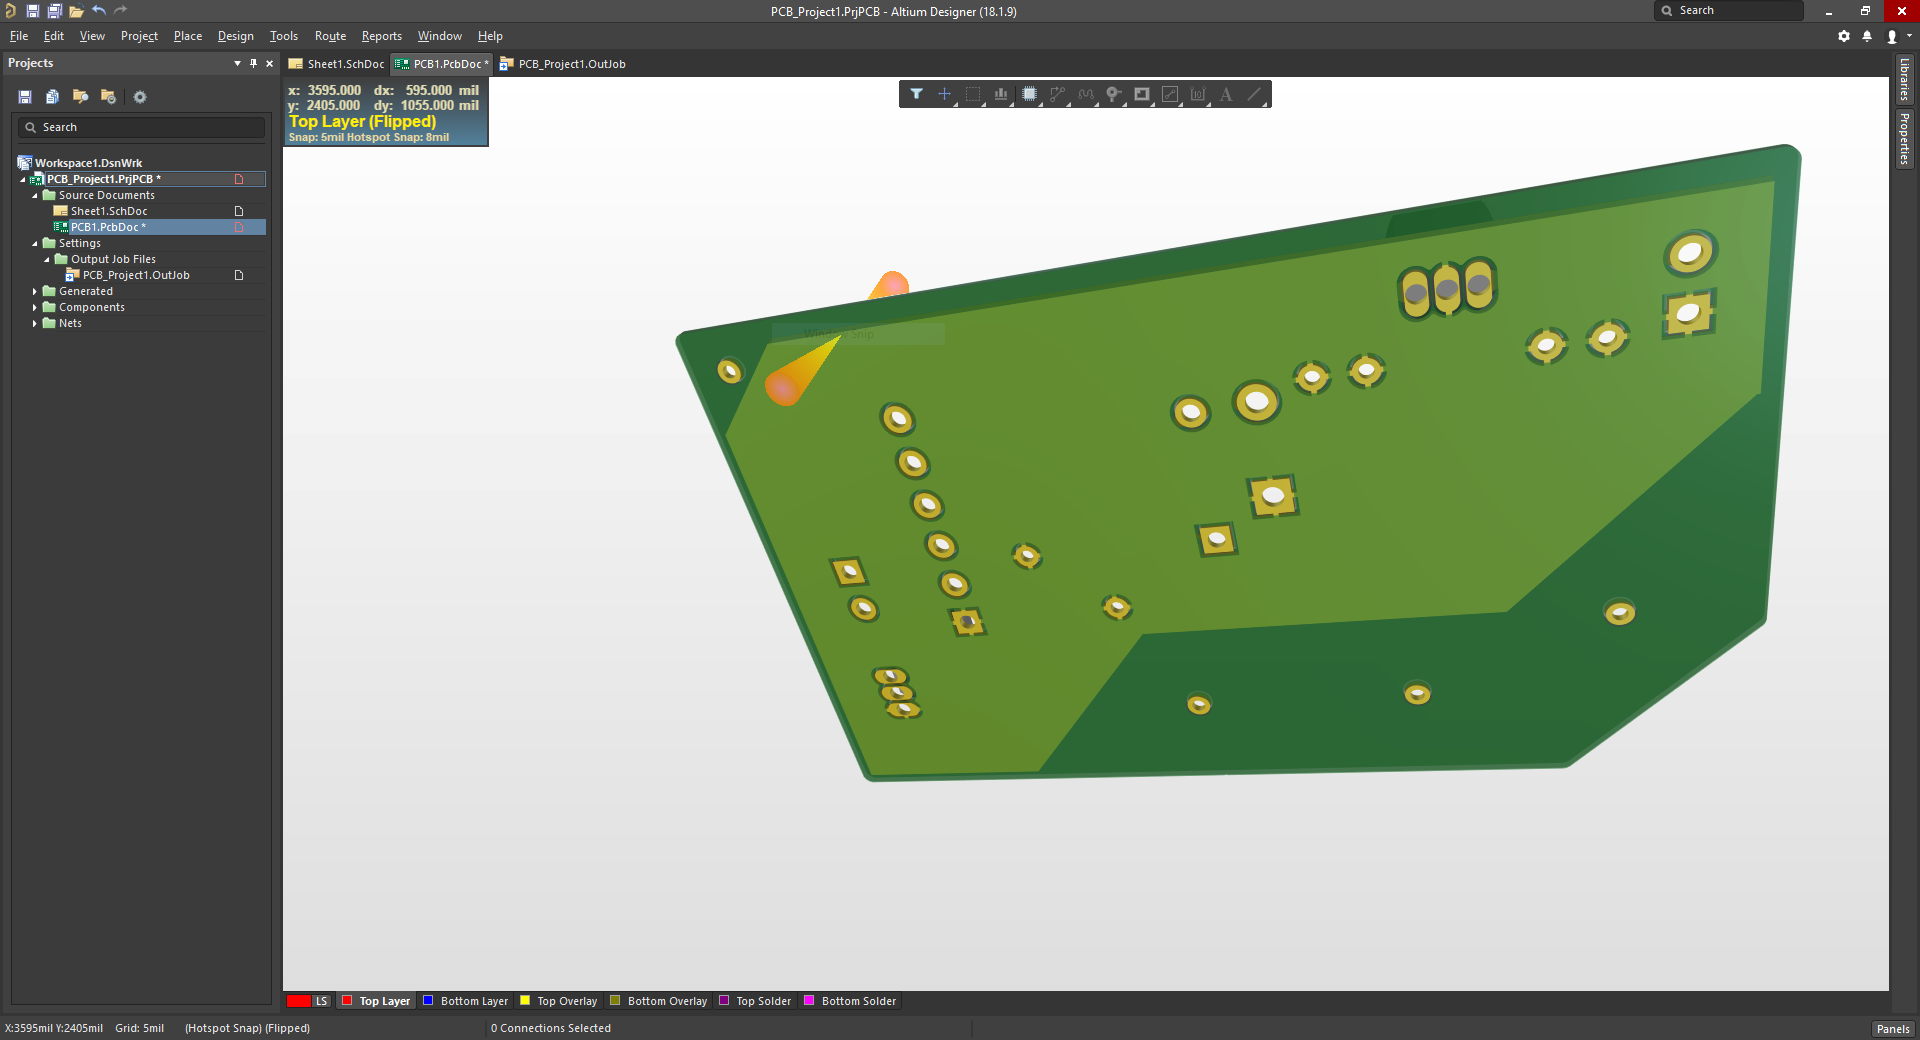 PCB_Project1.PrjPCB - Altium Designer (18.1.9)
Search
File Edit View Project Place Design Tools Route Reports Window Help
Projects
Sheet1.SchDoc
PCB1.PcbDoc *
PCB_Project1.OutJob
x: 3595.000 dx: 595.000 mil
y: 2405.000 dy: 1055.000 mil
Top Layer (Flipped)
Snap: 5mil Hotspot Snap: 8mil
Search
Workspace1.DsnWrk
PCB_Project1.PrjPCB *
Source Documents
Sheet1.SchDoc
PCB1.PcbDoc *
Settings
Output Job Files
PCB_Project1.OutJob
Generated
Components
Nets
Libraries
Properties
Window Snip
LS Top Layer Bottom Layer Top Overlay Bottom Overlay Top Solder Bottom Solder
X:3595mil Y:2405mil Grid: 5mil (Hotspot Snap) (Flipped)
0 Connections Selected
Panels